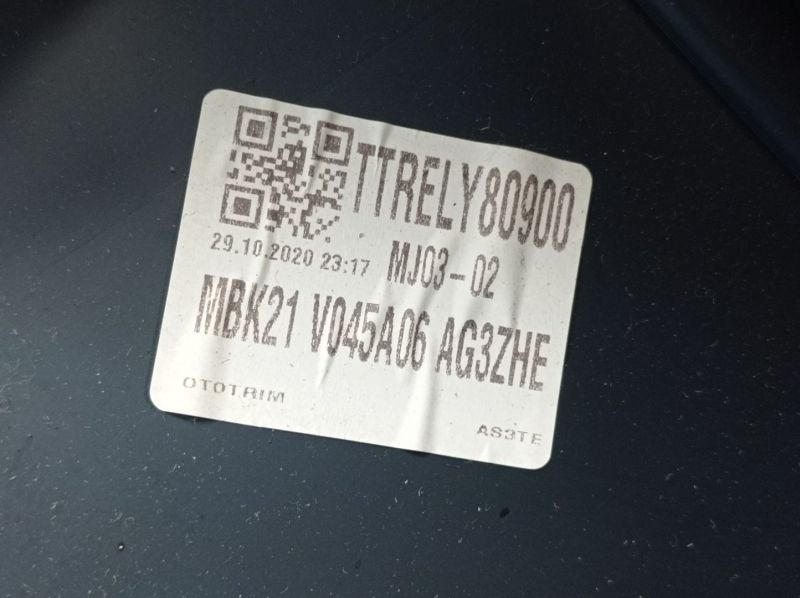 TTRELY80900
29.10.2020 23:17 MJ03-02
MBK21 V045A06 AG3ZHE
OTOTRIM
AS3TE